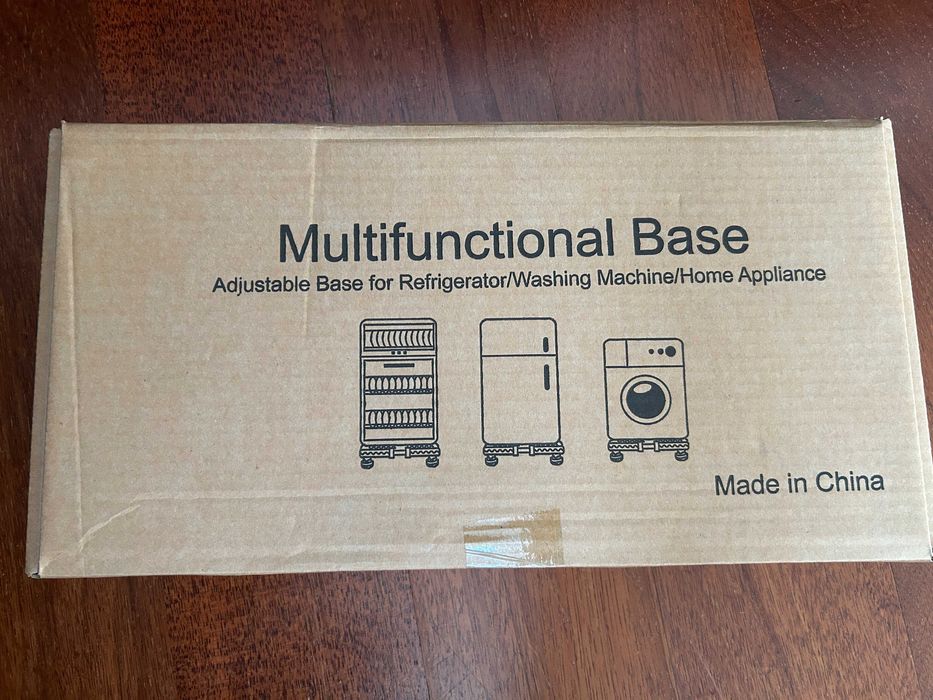 Multifunctional Base
Adjustable Base for Refrigerator/Washing Machine/Home Appliance
Made in China